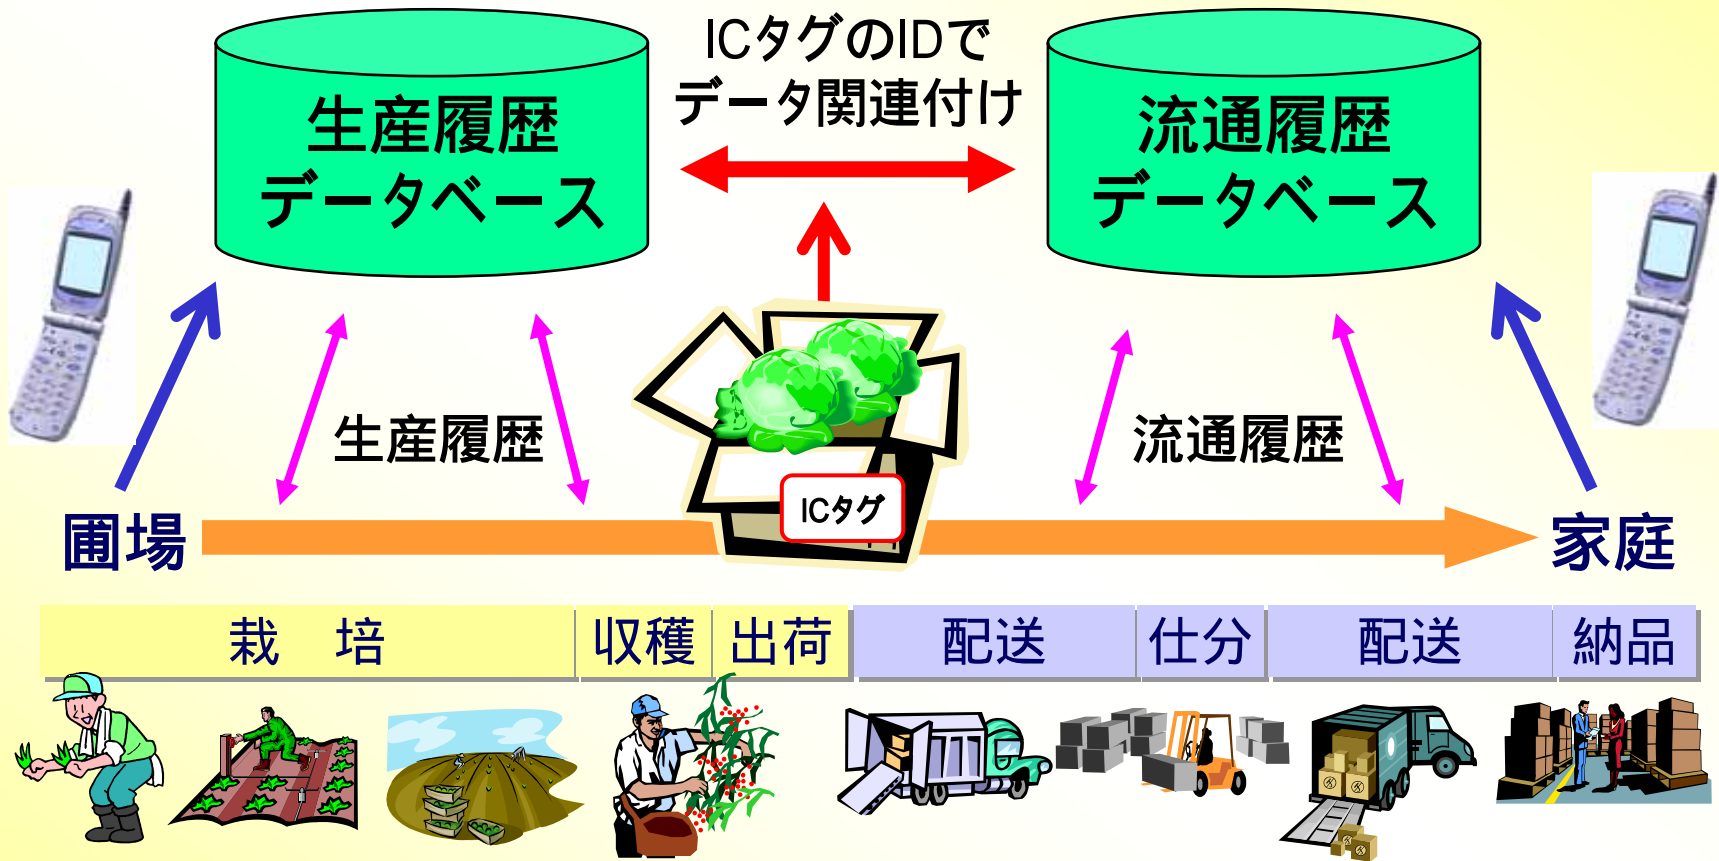 ICタグのIDで
データ関連付け
生産履歴
データベース
流通履歴
データベース
生産履歴
流通履歴
ICタグ
圃場
家庭
栽　培
収穫
出荷
配送
仕分
配送
納品